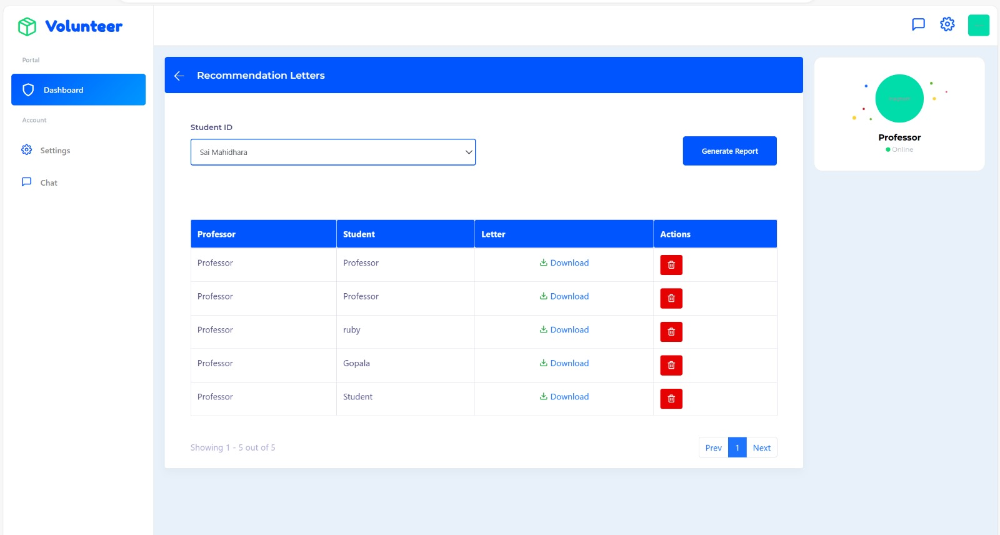 Volunteer
Portal
Dashboard
Account
Settings
Chat
Recommendation Letters
Student ID
Sai Mahidhara
Generate Report
Professor Student Letter Actions
Professor Professor Download
Professor Professor Download
Professor ruby Download
Professor Gopala Download
Professor Student Download
Showing 1 - 5 out of 5
Prev 1 Next
Professor
Online